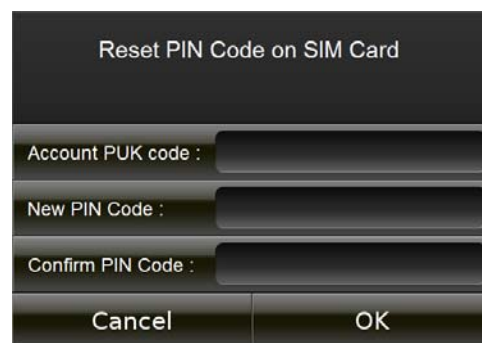 Reset PIN Code on SIM Card
Account PUK code :
New PIN Code :
Confirm PIN Code :
Cancel OK